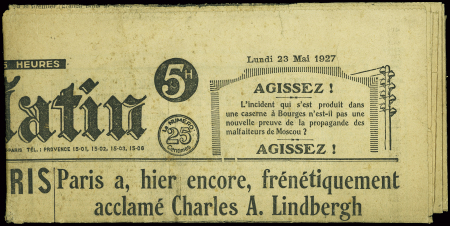 5 HEURES
Matin
5H
LE NUMÉRO
25
Centimes
PARIS TÉL. : PROVENCE 15-01, 15-02, 15-03, 15-06
Lundi 23 Mai 1927
AGISSEZ !
L'incident qui s'est produit dans
une caserne à Bourges n'est-il pas une
nouvelle preuve de la propagande des
malfaiteurs de Moscou ?
AGISSEZ !
RIS
Paris a, hier encore, frénétiquement
acclamé Charles A. Lindbergh